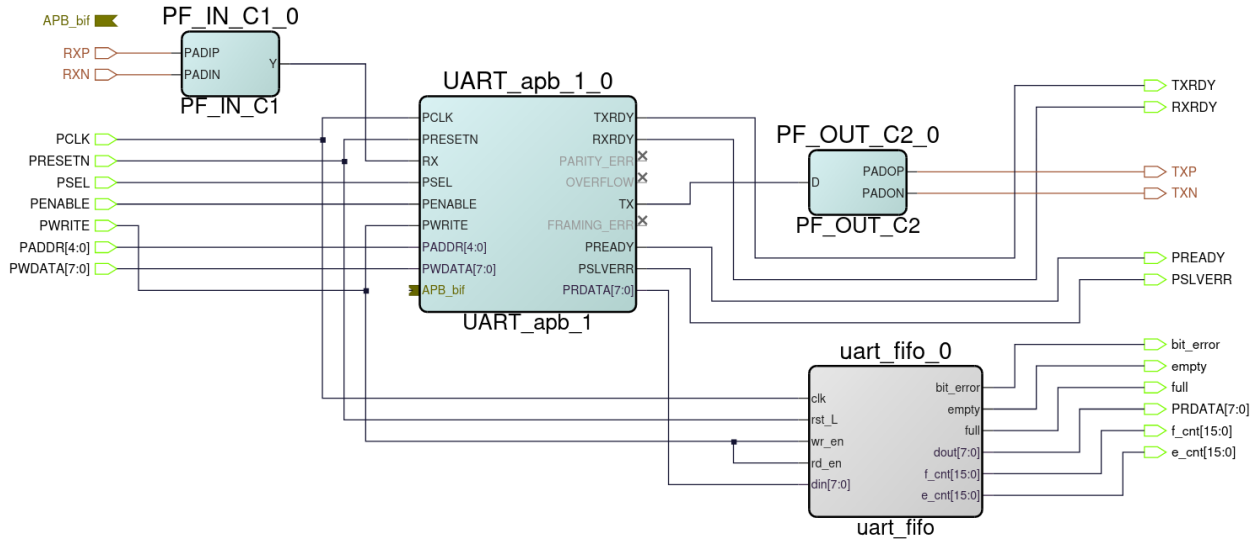 APB_bif
RXP
RXN
PF_IN_C1_0
PADIP
PADIN
Y
PF_IN_C1
PCLK
PRESETN
PSEL
PENABLE
PWRITE
PADDR[4:0]
PWDATA[7:0]
UART_apb_1_0
PCLK
PRESETN
RX
PSEL
PENABLE
PWRITE
PADDR[4:0]
PWDATA[7:0]
APB_bif
TXRDY
RXRDY
PARITY_ERR
OVERFLOW
TX
FRAMING_ERR
PREADY
PSLVERR
PRDATA[7:0]
UART_apb_1
PF_OUT_C2_0
D
PADOP
PADON
PF_OUT_C2
TXRDY
RXRDY
TXP
TXN
PREADY
PSLVERR
uart_fifo_0
clk
rst_L
wr_en
rd_en
din[7:0]
bit_error
empty
full
dout[7:0]
f_cnt[15:0]
e_cnt[15:0]
uart_fifo
bit_error
empty
full
PRDATA[7:0]
f_cnt[15:0]
e_cnt[15:0]